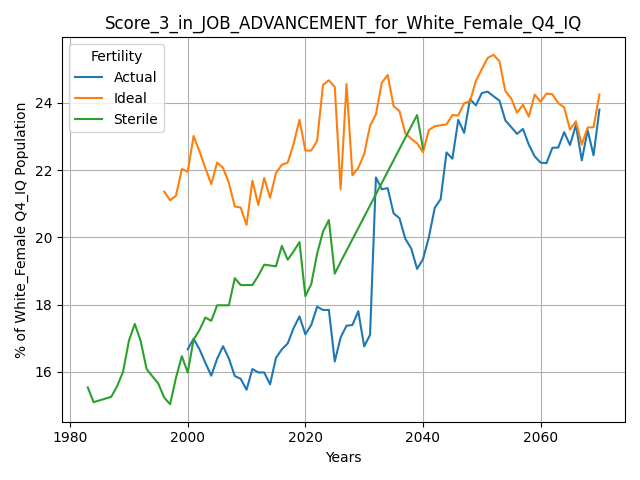 Score_3_in_JOB_ADVANCEMENT_for_White_Female_Q4_IQ
Fertility
Actual
Ideal
Sterile
% of White_Female Q4_IQ Population
24
22
20
18
16
1980
2000
2020
2040
2060
Years